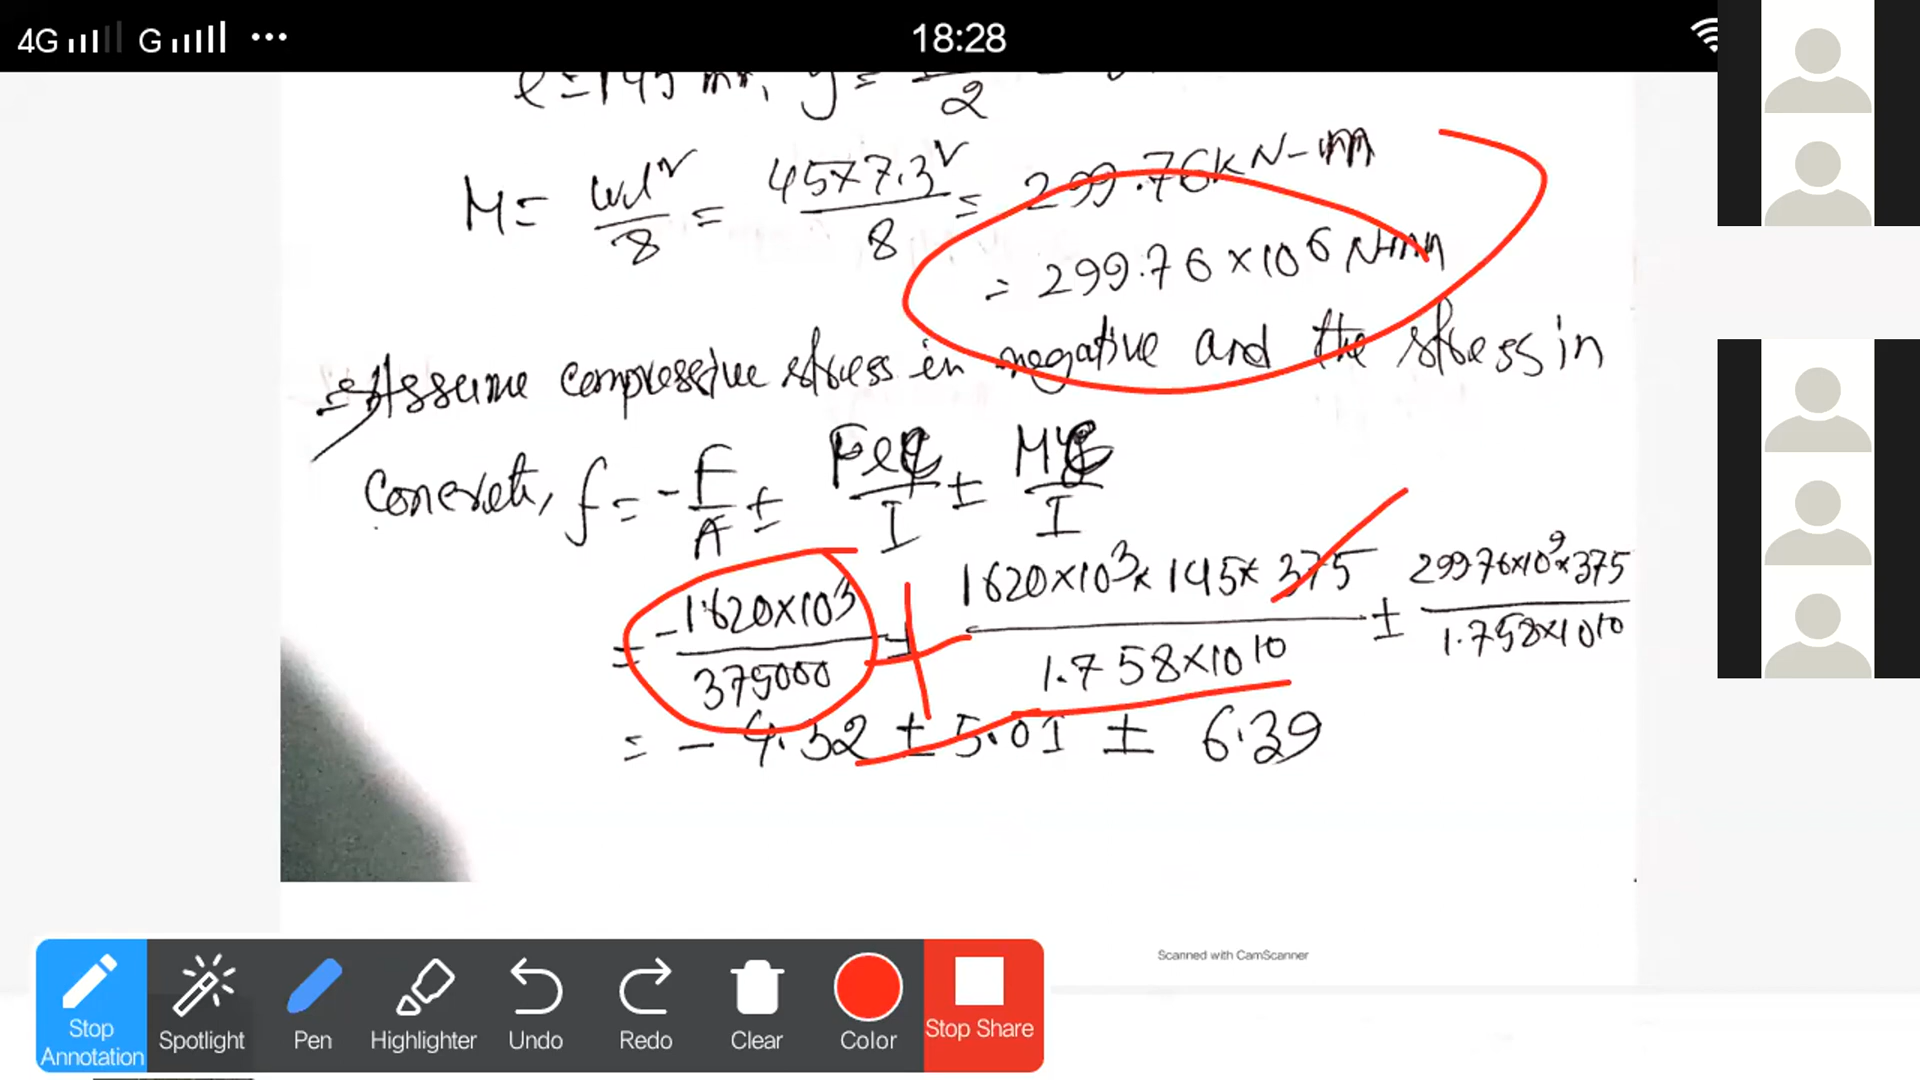 4G G ••• 18:28
2
M = wl²/8 = 45×7.3²/8 = 299.76 kN-m
= 299.76×10⁶ N-mm
⇒ Assume compressive stress in negative and the stress in
concrete, f = -F/A ± Fey/I ± My/I
= -1620×10³/375000 ± 1620×10³×145×375/1.758×10¹⁰ ± 299.76×10⁹×375/1.758×10¹⁰
= -4.32 ± 5.01 ± 6.39
Scanned with CamScanner
Stop Annotation
Spotlight
Pen
Highlighter
Undo
Redo
Clear
Color
Stop Share